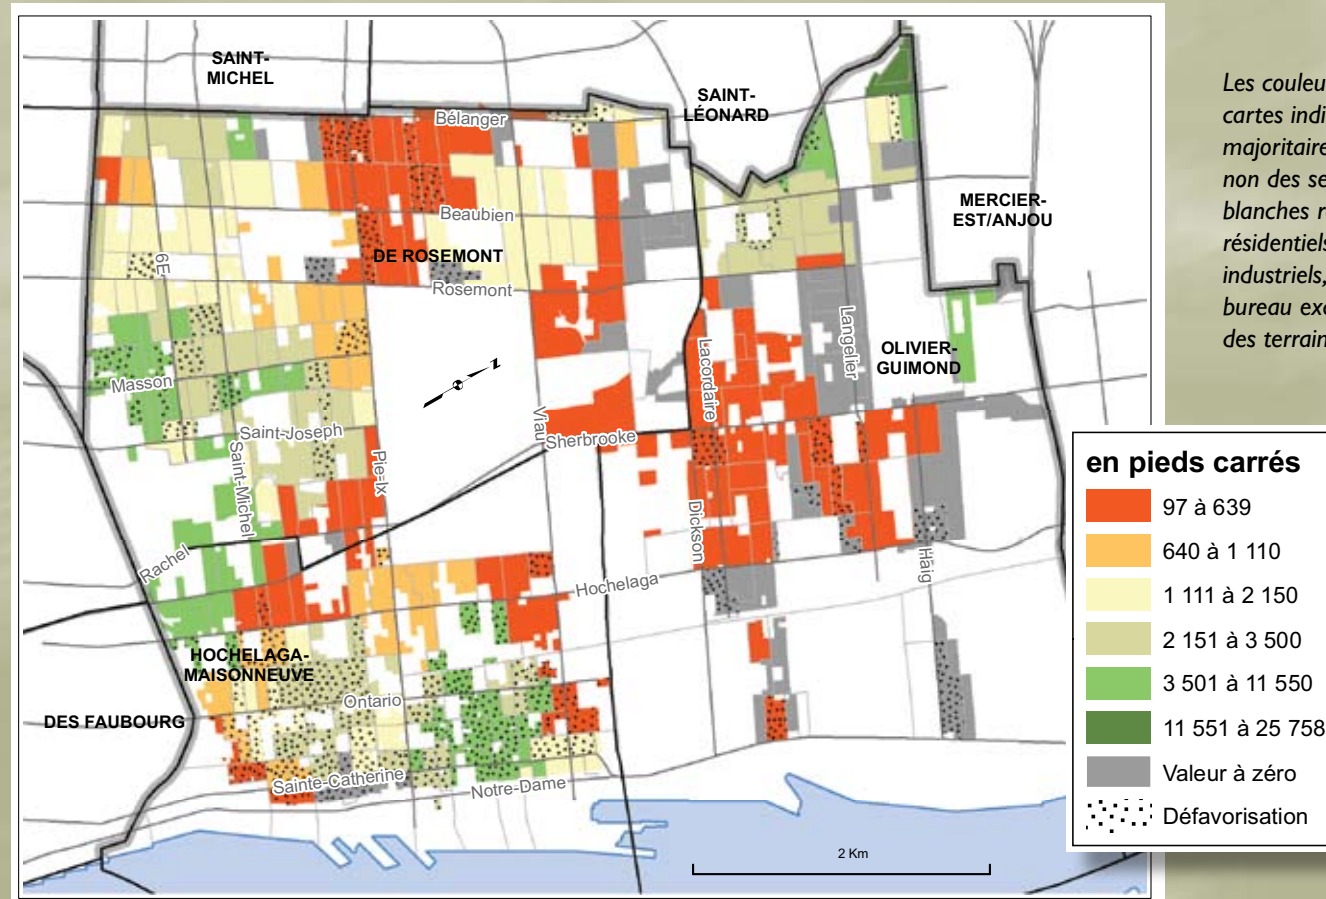 SAINT-
MICHEL
SAINT-
LÉONARD
Bélanger
MERCIER-
EST/ANJOU
Beaubien
DE ROSEMONT
6E
Rosemont
Langelier
Lacordaire
OLIVIER-
GUIMOND
Masson
z
Viau
Saint-Joseph
Sherbrooke
Saint-Michel
Pie-Ix
Dickson
Rachel
Hochelaga
Haig
HOCHELAGA-
MAISONNEUVE
Ontario
DES FAUBOURG
Sainte-Catherine
Notre-Dame
2 Km
Les couleu
cartes indi
majoritaire
non des se
blanches r
résidentiels
industriels,
bureau exc
des terrain
en pieds carrés
97 à 639
640 à 1 110
1 111 à 2 150
2 151 à 3 500
3 501 à 11 550
11 551 à 25 758
Valeur à zéro
Défavorisation